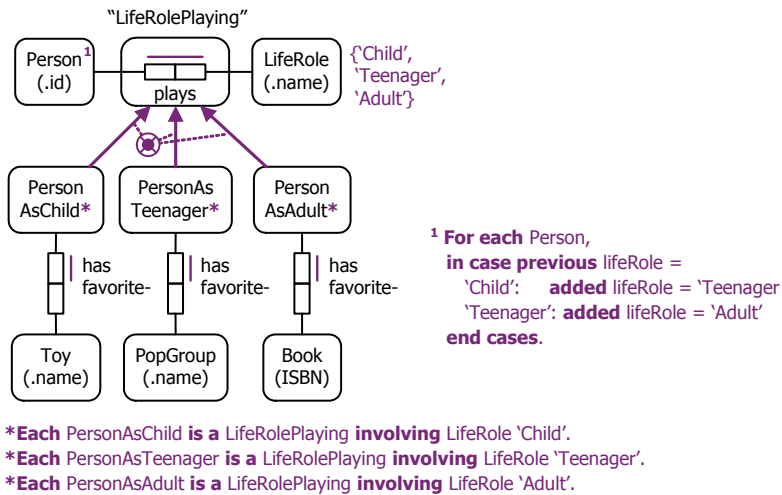 "LifeRolePlaying"
Person1
(.id)
plays
LifeRole
(.name)
{'Child',
'Teenager',
'Adult'}
Person
AsChild*
PersonAs
Teenager*
Person
AsAdult*
has
favorite-
has
favorite-
has
favorite-
Toy
(.name)
PopGroup
(.name)
Book
(ISBN)
1 For each Person,
in case previous lifeRole =
'Child': added lifeRole = 'Teenager
'Teenager': added lifeRole = 'Adult'
end cases.
*Each PersonAsChild is a LifeRolePlaying involving LifeRole 'Child'.
*Each PersonAsTeenager is a LifeRolePlaying involving LifeRole 'Teenager'.
*Each PersonAsAdult is a LifeRolePlaying involving LifeRole 'Adult'.